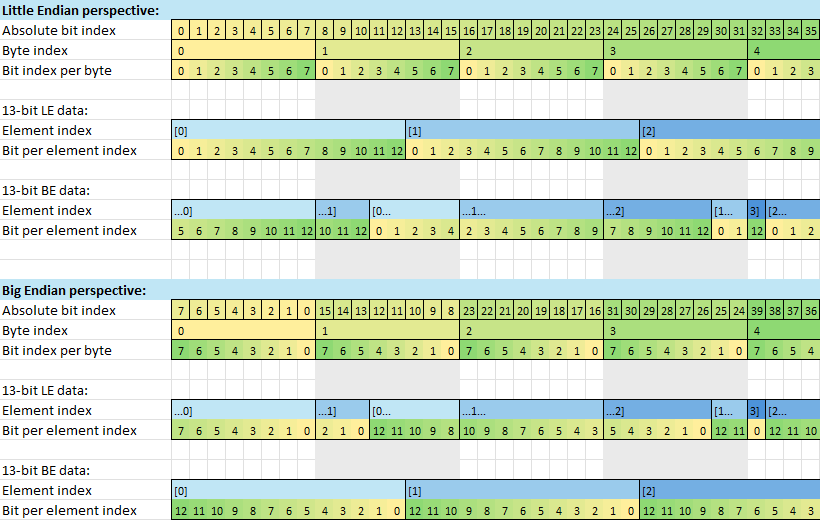 Little Endian perspective:
Absolute bit index 0 1 2 3 4 5 6 7 8 9 10 11 12 13 14 15 16 17 18 19 20 21 22 23 24 25 26 27 28 29 30 31 32 33 34 35
Byte index 0 1 2 3 4
Bit index per byte 0 1 2 3 4 5 6 7 0 1 2 3 4 5 6 7 0 1 2 3 4 5 6 7 0 1 2 3 4 5 6 7 0 1 2 3
13-bit LE data:
Element index [0] [1] [2]
Bit per element index 0 1 2 3 4 5 6 7 8 9 10 11 12 0 1 2 3 4 5 6 7 8 9 10 11 12 0 1 2 3 4 5 6 7 8 9
13-bit BE data:
Element index ...0] ...1] [0... ...1... ...2] [1... 3] [2...
Bit per element index 5 6 7 8 9 10 11 12 10 11 12 0 1 2 3 4 2 3 4 5 6 7 8 9 7 8 9 10 11 12 0 1 12 0 1 2
Big Endian perspective:
Absolute bit index 7 6 5 4 3 2 1 0 15 14 13 12 11 10 9 8 23 22 21 20 19 18 17 16 31 30 29 28 27 26 25 24 39 38 37 36
Byte index 0 1 2 3 4
Bit index per byte 7 6 5 4 3 2 1 0 7 6 5 4 3 2 1 0 7 6 5 4 3 2 1 0 7 6 5 4 3 2 1 0 7 6 5 4
13-bit LE data:
Element index ...0] ...1] [0... ...1... ...2] [1... 3] [2...
Bit per element index 7 6 5 4 3 2 1 0 2 1 0 12 11 10 9 8 10 9 8 7 6 5 4 3 5 4 3 2 1 0 12 11 0 12 11 10
13-bit BE data:
Element index [0] [1] [2]
Bit per element index 12 11 10 9 8 7 6 5 4 3 2 1 0 12 11 10 9 8 7 6 5 4 3 2 1 0 12 11 10 9 8 7 6 5 4 3